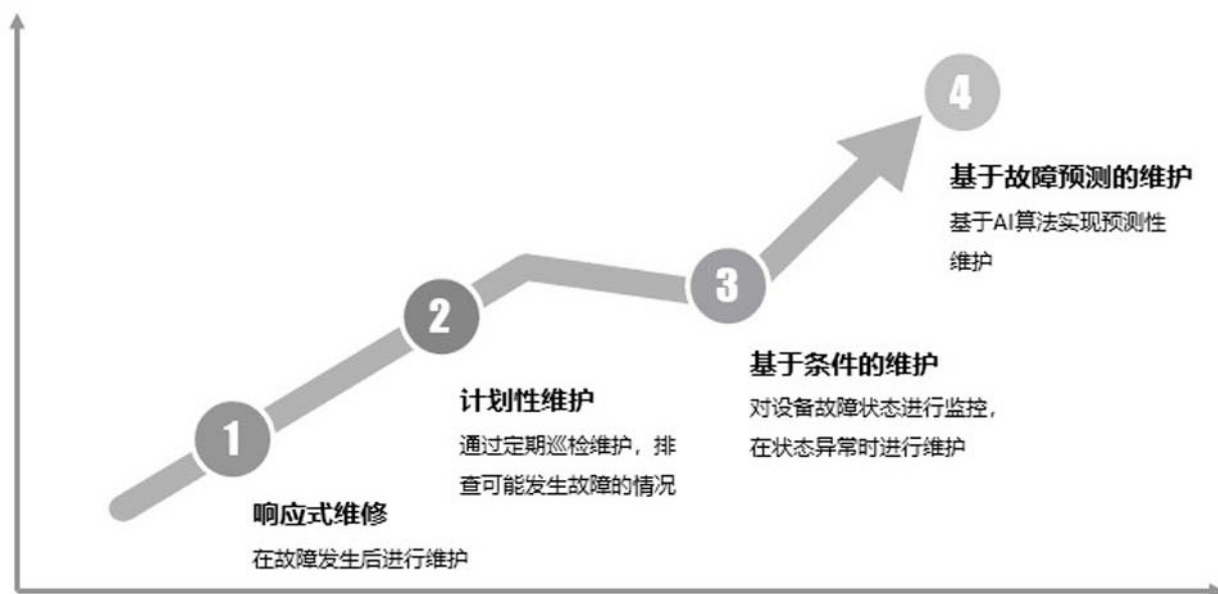 1
响应式维修
在故障发生后进行维护
2
计划性维护
通过定期巡检维护，排
查可能发生故障的情况
3
基于条件的维护
对设备故障状态进行监控，
在状态异常时进行维护
4
基于故障预测的维护
基于AI算法实现预测性
维护